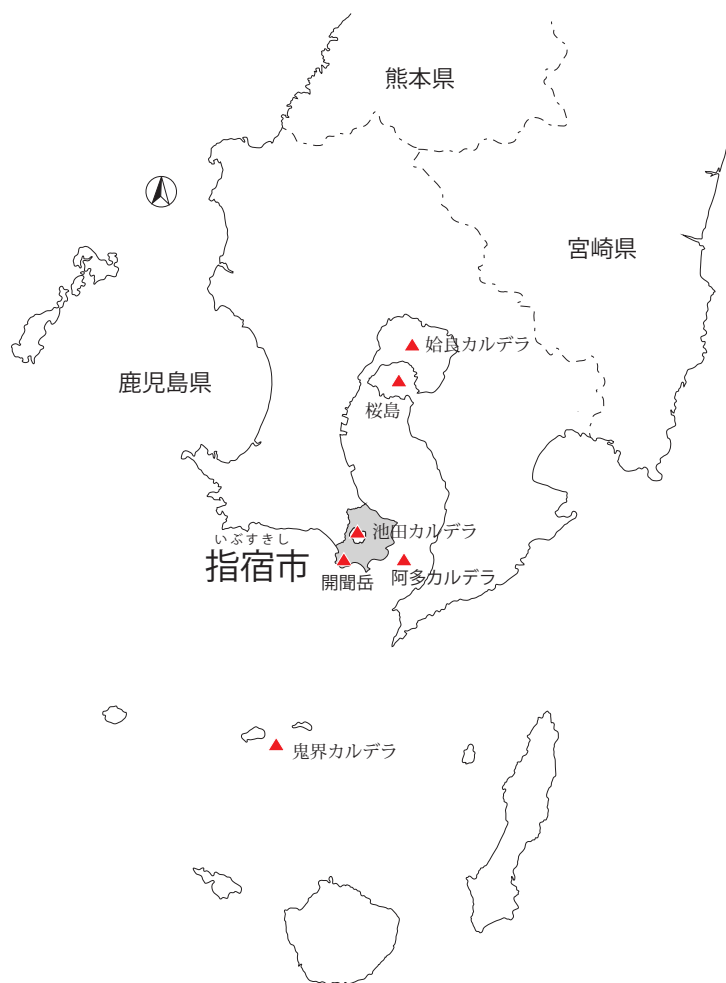 熊本県
宮崎県
姶良カルデラ
鹿児島県
桜島
池田カルデラ
いぶすきし
指宿市
開聞岳
阿多カルデラ
鬼界カルデラ